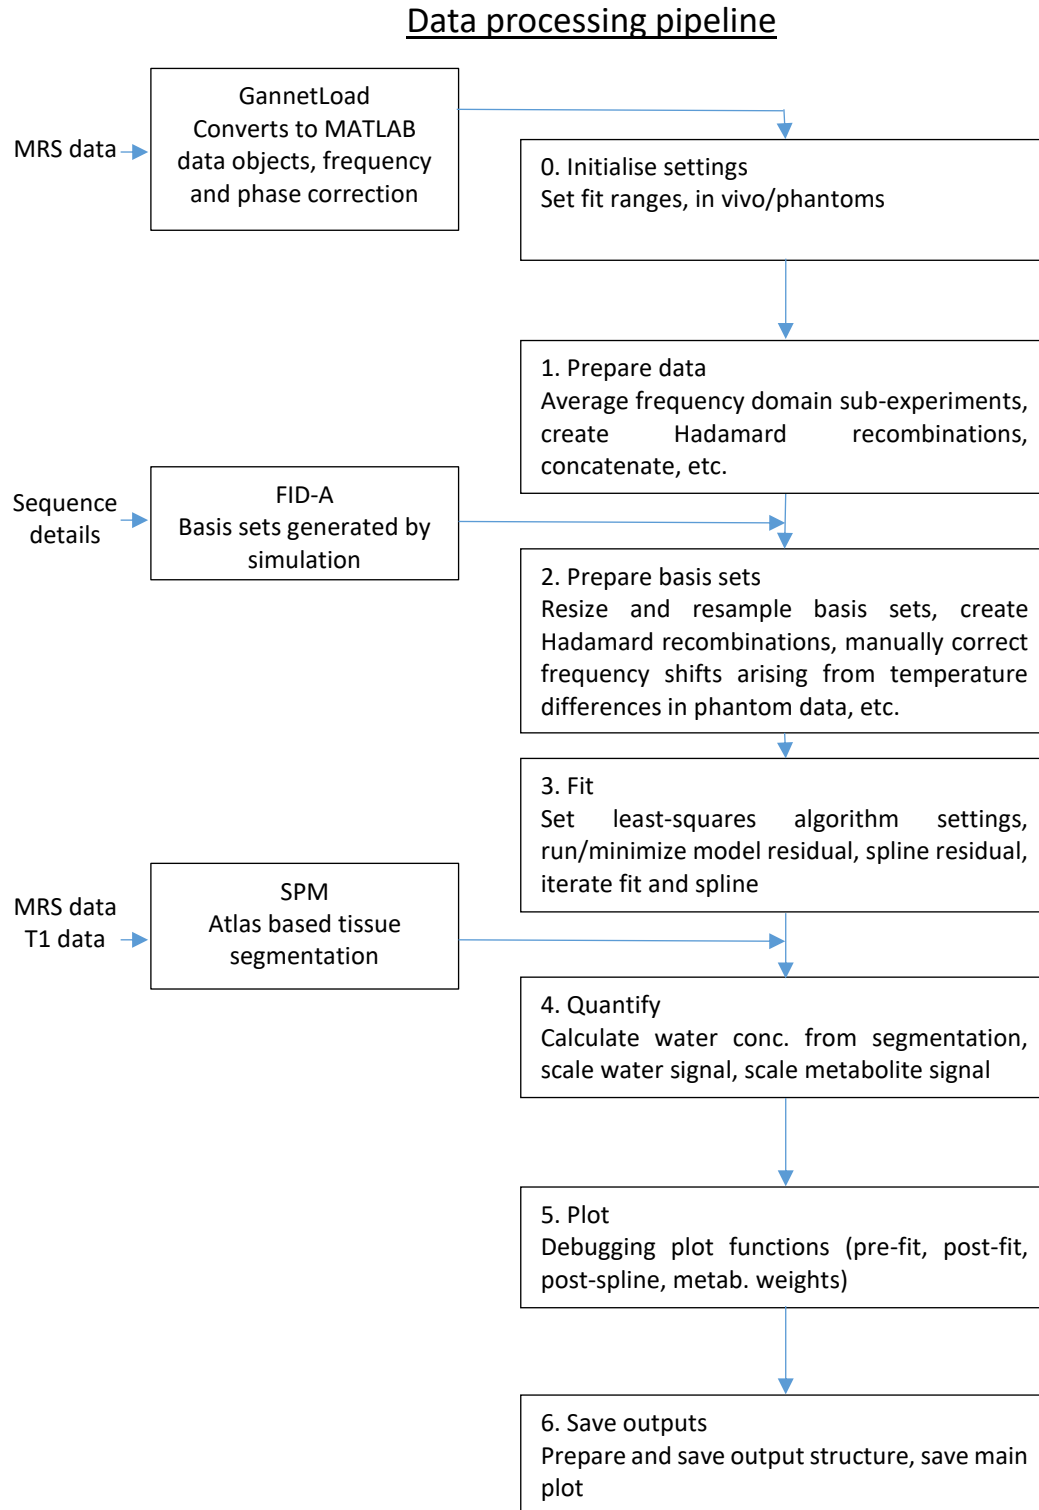 Data processing pipeline
GannetLoad
Converts to MATLAB
data objects, frequency
and phase correction
MRS data
0. Initialise settings
Set fit ranges, in vivo/phantoms
1. Prepare data
Average frequency domain sub-experiments,
create Hadamard recombinations,
concatenate, etc.
Sequence
details
FID-A
Basis sets generated by
simulation
2. Prepare basis sets
Resize and resample basis sets, create
Hadamard recombinations, manually correct
frequency shifts arising from temperature
differences in phantom data, etc.
3. Fit
Set least-squares algorithm settings,
run/minimize model residual, spline residual,
iterate fit and spline
MRS data
T1 data
SPM
Atlas based tissue
segmentation
4. Quantify
Calculate water conc. from segmentation,
scale water signal, scale metabolite signal
5. Plot
Debugging plot functions (pre-fit, post-fit,
post-spline, metab. weights)
6. Save outputs
Prepare and save output structure, save main
plot